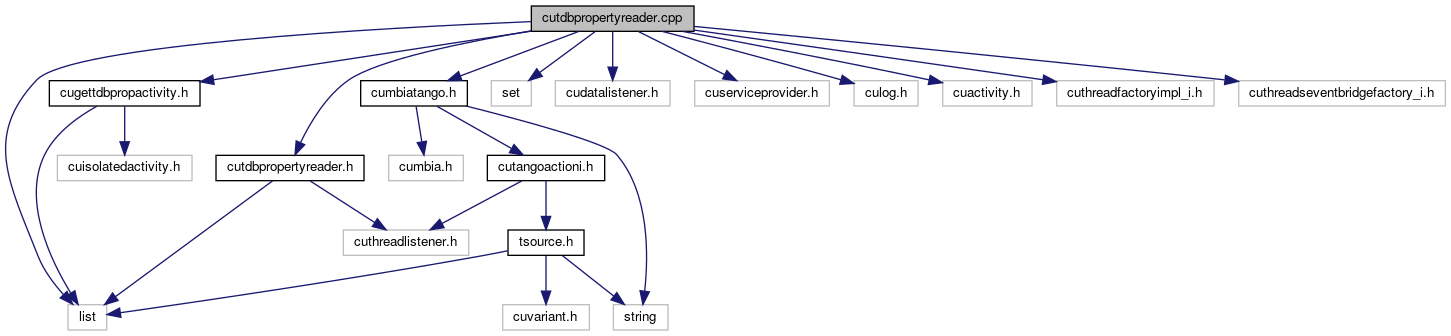 cutdbpropertyreader.cpp
cugettdbpropactivity.h
cumbiatango.h
set
cudatalistener.h
cuserviceprovider.h
culog.h
cuactivity.h
cuthreadfactoryimpl_i.h
cuthreadseventbridgefactory_i.h
cuisolatedactivity.h
cutdbpropertyreader.h
cumbia.h
cutangoactioni.h
cuthreadlistener.h
tsource.h
list
cuvariant.h
string